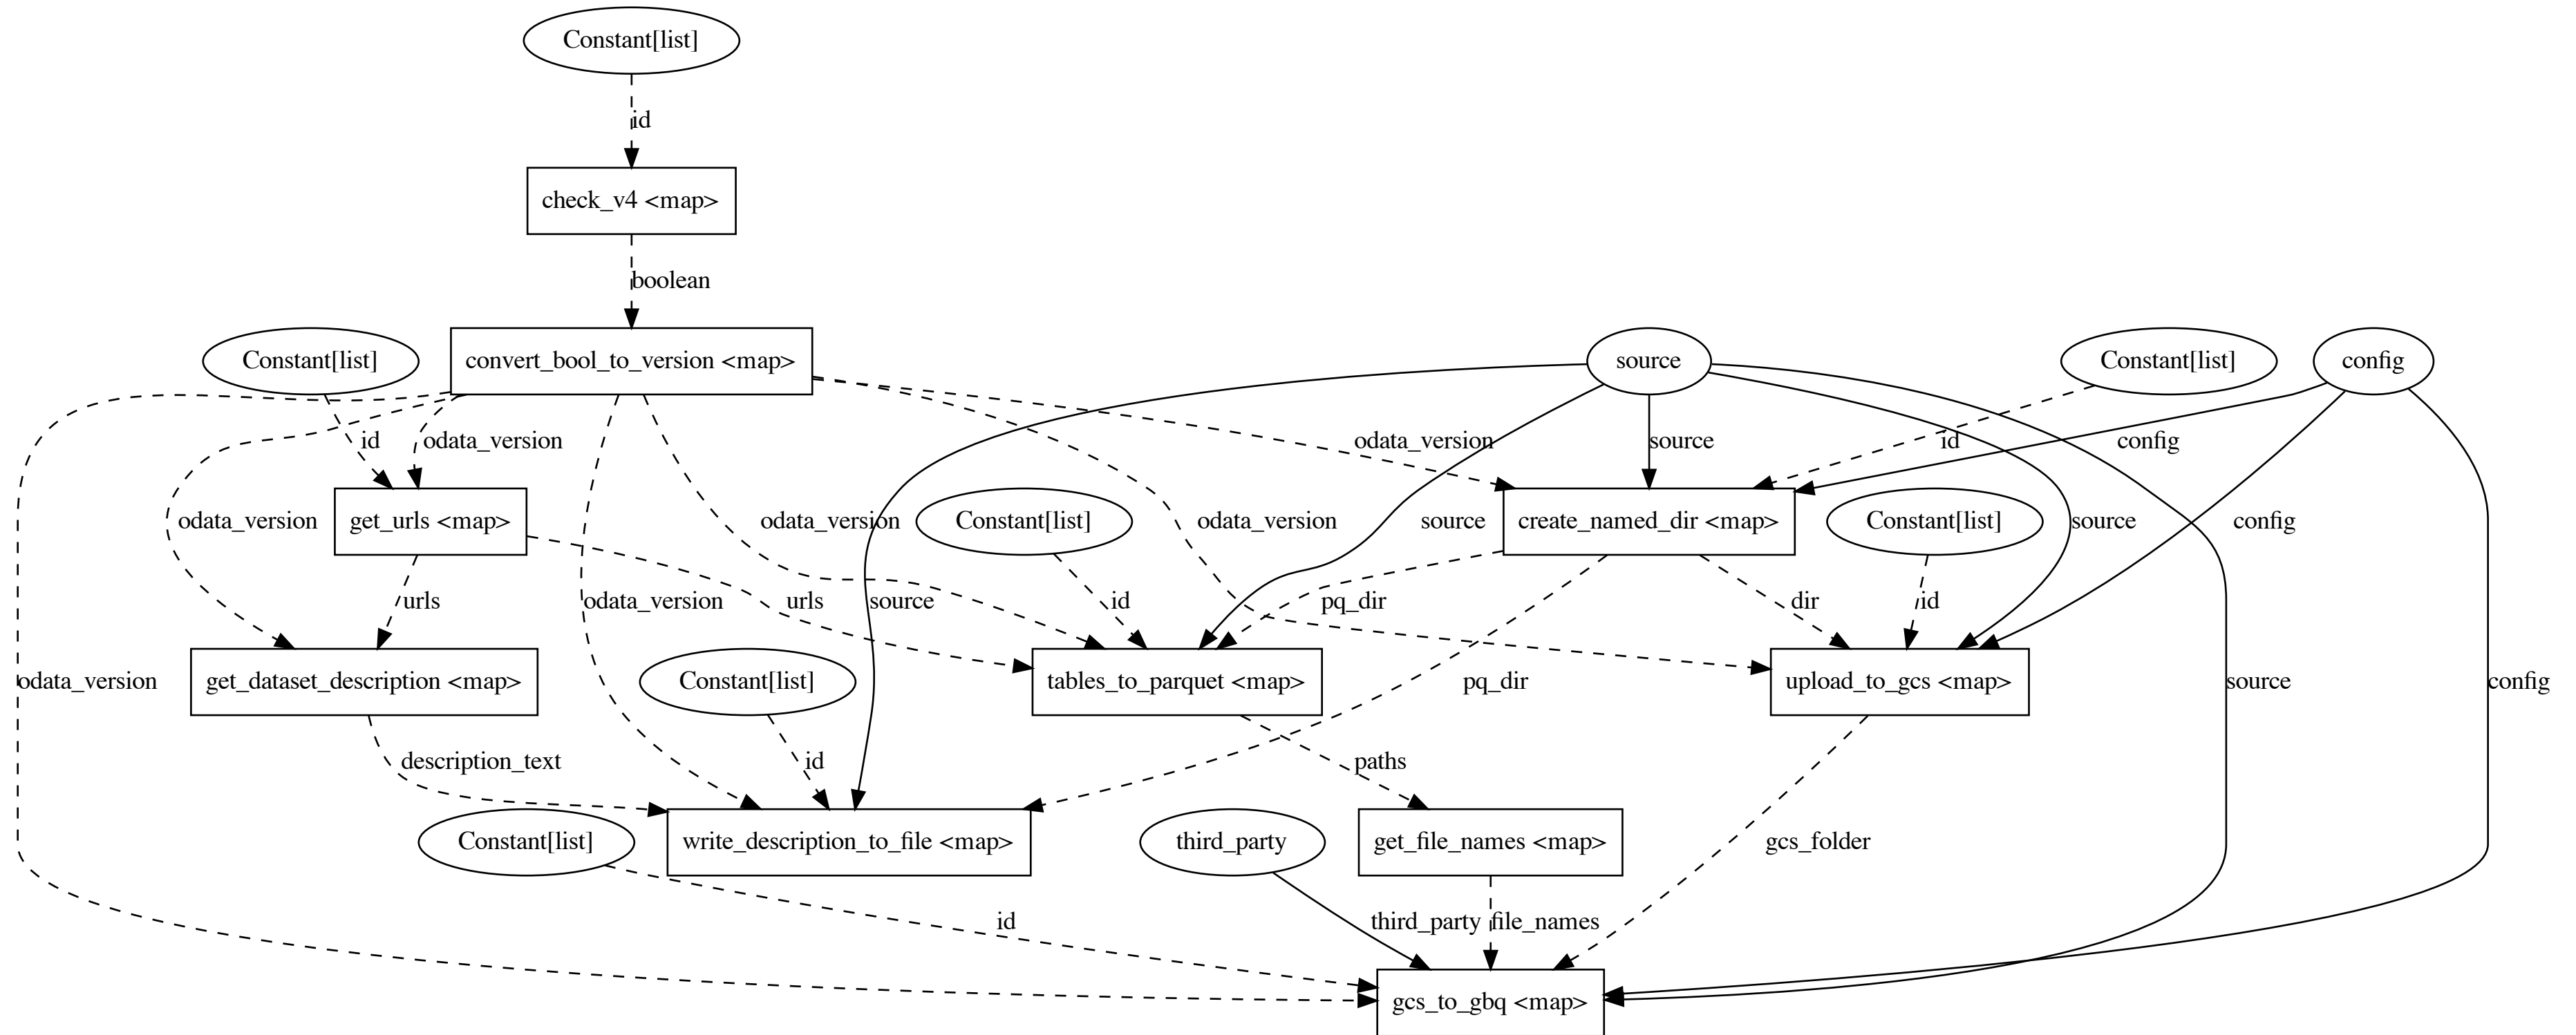 Constant[list]
id
check_v4 <map>
boolean
Constant[list]
convert_bool_to_version <map>
source
Constant[list]
config
id
odata_version
odata_version
source
id
config
odata_version
get_urls <map>
odata_version
Constant[list]
odata_version
source
create_named_dir <map>
Constant[list]
source
config
urls
odata_version
source
urls
id
pq_dir
dir
id
odata_version
get_dataset_description <map>
Constant[list]
tables_to_parquet <map>
pq_dir
upload_to_gcs <map>
source
config
description_text
id
paths
Constant[list]
write_description_to_file <map>
third_party
get_file_names <map>
gcs_folder
id
third_party
file_names
gcs_to_gbq <map>